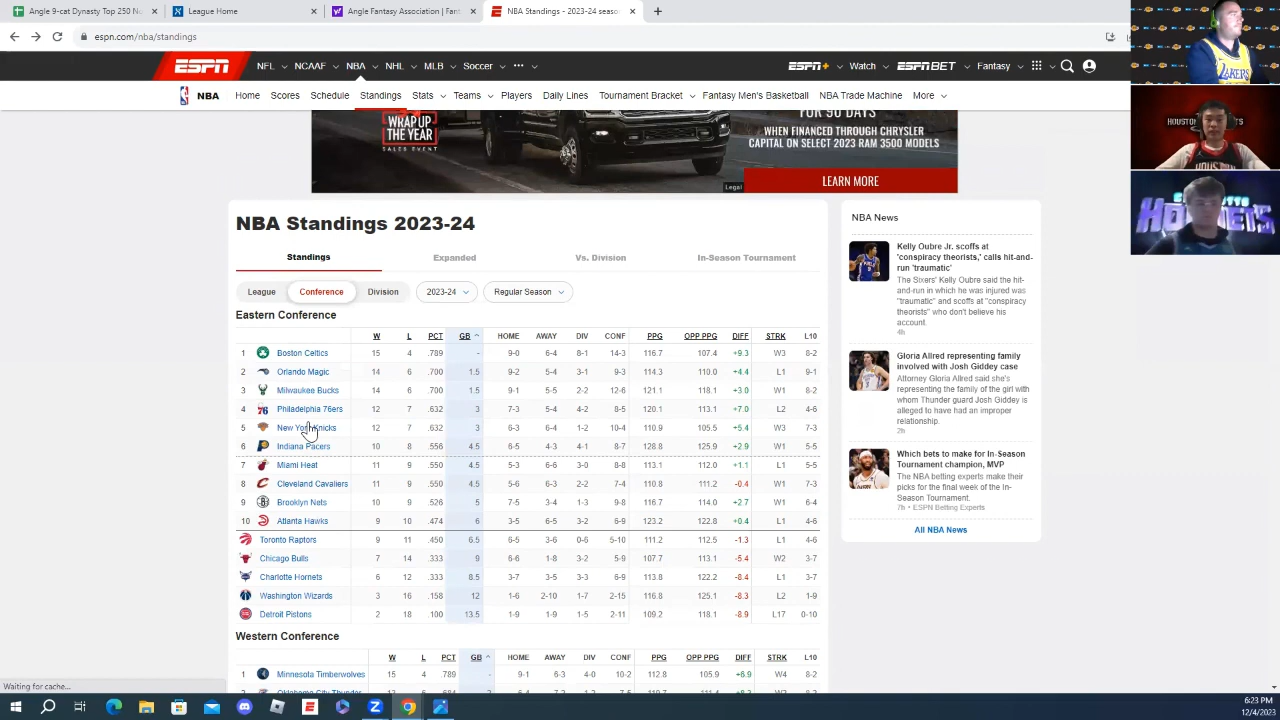 Angle 9-cat Dynasty Top 250 N
League Home
Angle Fantasy Association | Fant
NBA Standings - 2023-24 seaso
espn.com/nba/standings
ESPN NFL NCAAF NBA NHL MLB Soccer ESPN+ Watch ESPN BET Fantasy
NBA Home Scores Schedule Standings Stats Teams Players Daily Lines Tournament Bracket Fantasy Men's Basketball NBA Trade Machine More
WRAP UP
THE YEAR
SALES EVENT
FOR 90 DAYS
WHEN FINANCED THROUGH CHRYSLER
CAPITAL ON SELECT 2023 RAM 3500 MODELS
Legal
LEARN MORE
NBA Standings 2023-24
Standings Expanded Vs. Division In-Season Tournament
League Conference Division 2023-24 Regular Season
Eastern Conference
W L PCT GB HOME AWAY DIV CONF PPG OPP PPG DIFF STRK L10
1 Boston Celtics 15 4 .789 - 9-0 6-4 8-1 14-3 116.7 107.4 +9.3 W3 8-2
2 Orlando Magic 14 6 .700 1.5 9-2 5-4 3-1 9-3 114.3 110.0 +4.4 L1 9-1
3 Milwaukee Bucks 14 6 .700 1.5 9-1 5-5 2-2 12-6 121.1 118.1 +3.0 W1 8-2
4 Philadelphia 76ers 12 7 .632 3 7-3 5-4 4-2 8-5 120.1 113.1 +7.0 L2 4-6
5 New York Knicks 12 7 .632 3 6-3 6-4 1-2 10-4 110.9 105.5 +5.4 W3 7-3
6 Indiana Pacers 10 8 .556 4.5 6-5 4-3 4-1 8-7 128.8 125.9 +2.9 W1 5-5
7 Miami Heat 11 9 .550 4.5 5-3 6-6 3-0 8-8 113.1 112.0 +1.1 L1 5-5
8 Cleveland Cavaliers 11 9 .550 4.5 5-6 6-3 2-2 7-4 110.8 111.2 -0.4 W1 7-3
9 Brooklyn Nets 10 9 .526 5 7-5 3-4 1-3 9-8 116.7 114.0 +2.7 W1 6-4
10 Atlanta Hawks 9 10 .474 6 3-5 6-5 3-2 6-9 123.2 122.8 +0.4 L1 4-6
Toronto Raptors 9 11 .450 6.5 6-5 3-6 0-6 5-10 111.2 112.5 -1.3 L1 4-6
Chicago Bulls 7 14 .333 9 6-6 1-8 3-2 5-9 107.7 113.1 -5.4 W2 3-7
Charlotte Hornets 6 12 .333 8.5 3-7 3-5 3-3 6-9 113.8 122.2 -8.4 L1 3-7
Washington Wizards 3 16 .158 12 1-6 2-10 1-7 2-15 116.8 125.1 -8.3 L2 1-9
Detroit Pistons 2 18 .100 13.5 1-9 1-9 1-5 2-11 109.2 118.1 -8.9 L17 0-10
Western Conference
W L PCT GB HOME AWAY DIV CONF PPG OPP PPG DIFF STRK L10
1 Minnesota Timberwolves 15 4 .789 - 9-1 6-3 4-0 10-2 112.8 105.9 +6.9 W4 8-2
NBA News
Kelly Oubre Jr. scoffs at
'conspiracy theorists,' calls hit-and-
run 'traumatic'
The Sixers' Kelly Oubre said the hit-
and-run in which he was injured was
"traumatic" and scoffs at "conspiracy
theorists" who don't believe his
account.
4h
Gloria Allred representing family
involved with Josh Giddey case
Attorney Gloria Allred said she's
representing the family of the girl with
whom Thunder guard Josh Giddey is
alleged to have had an improper
relationship.
2h
Which bets to make for In-Season
Tournament champion, MVP
The NBA betting experts make their
picks for the final week of the In-
Season Tournament.
7h • ESPN Betting Experts
All NBA News
LAKERS
HOUSTON
Waiting for cache...
6:23 PM
12/4/2023